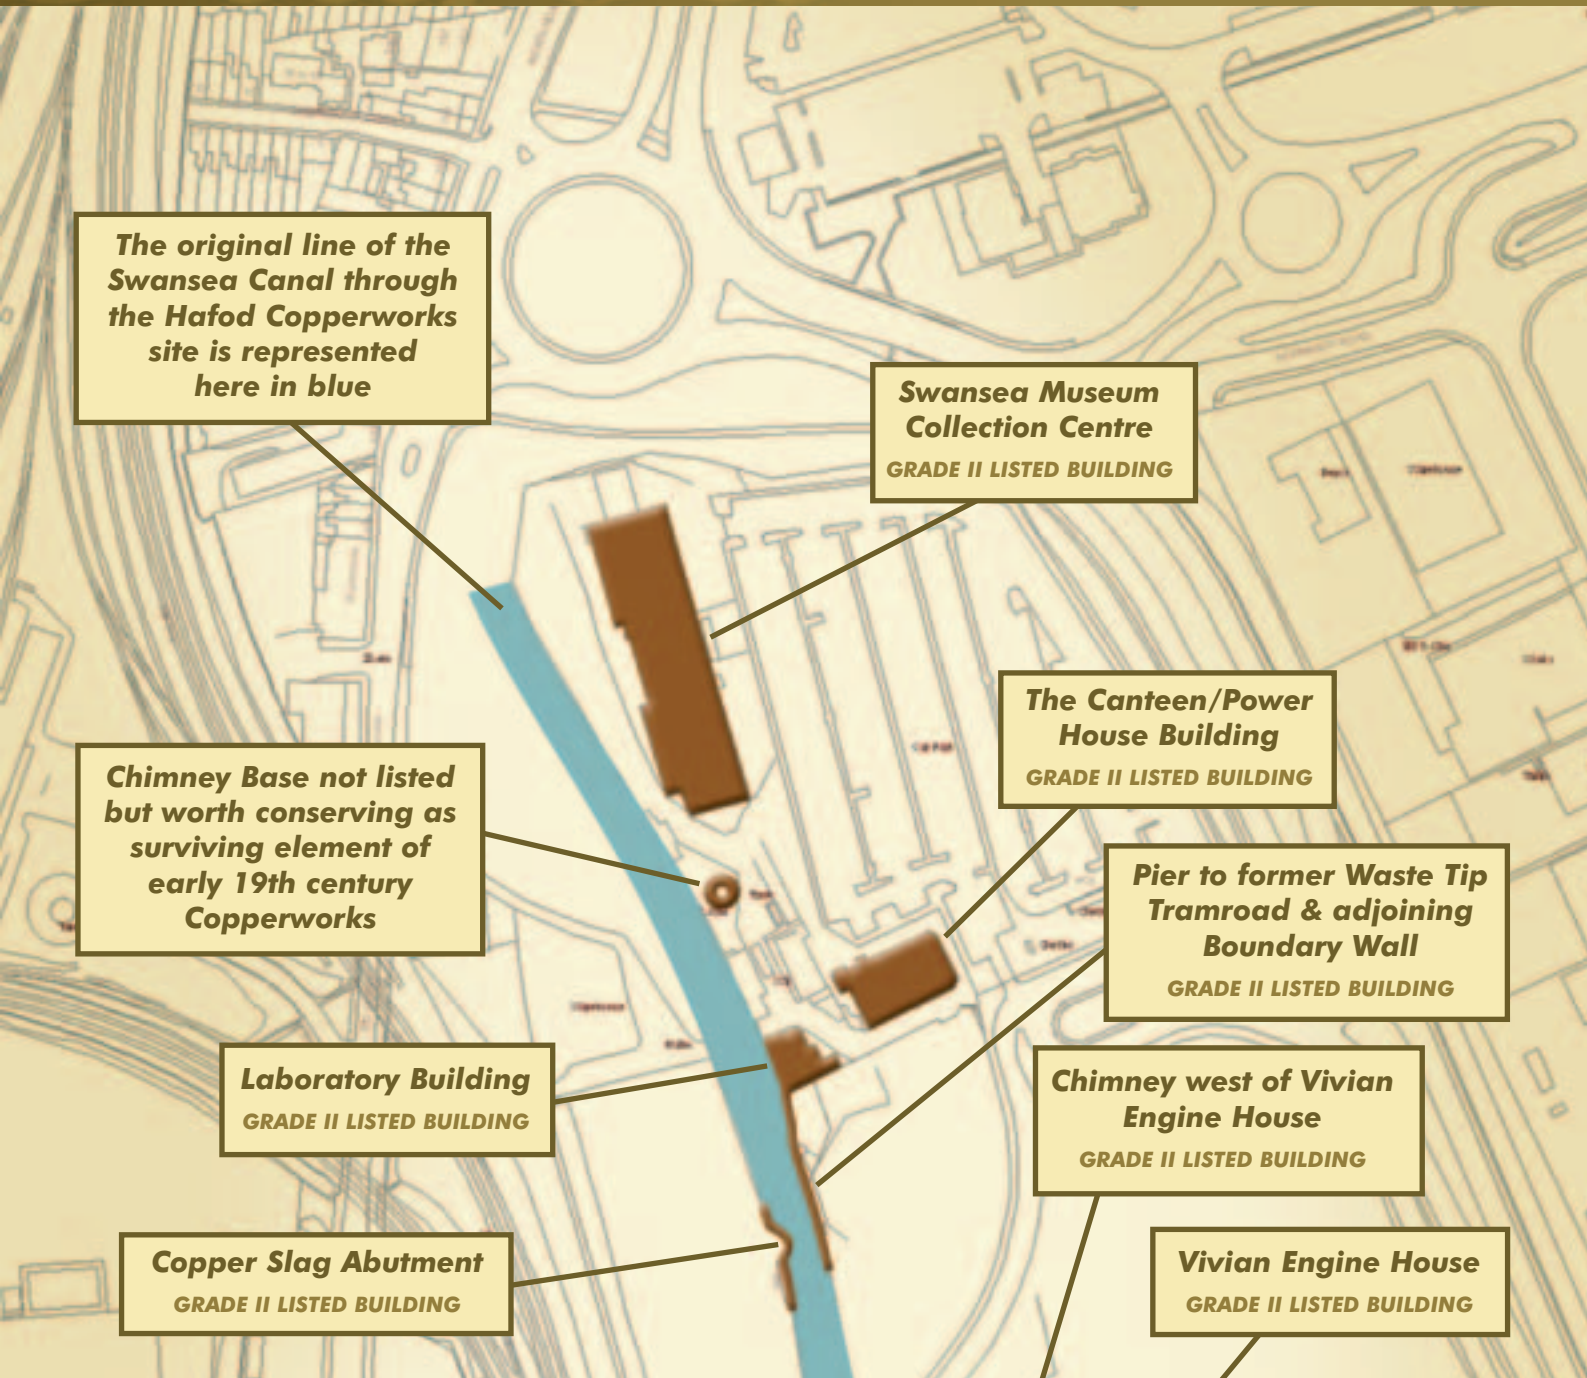 The original line of the
Swansea Canal through
the Hafod Copperworks
site is represented
here in blue
Swansea Museum
Collection Centre
GRADE II LISTED BUILDING
The Canteen/Power
House Building
GRADE II LISTED BUILDING
Chimney Base not listed
but worth conserving as
surviving element of
early 19th century
Copperworks
Pier to former Waste Tip
Tramroad & adjoining
Boundary Wall
GRADE II LISTED BUILDING
Laboratory Building
GRADE II LISTED BUILDING
Chimney west of Vivian
Engine House
GRADE II LISTED BUILDING
Copper Slag Abutment
GRADE II LISTED BUILDING
Vivian Engine House
GRADE II LISTED BUILDING